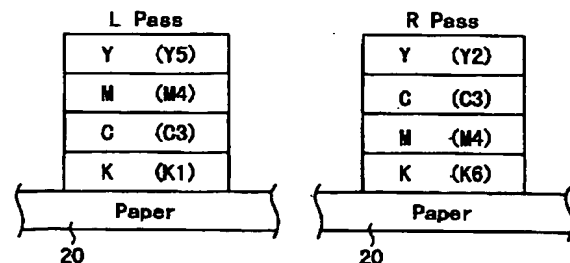 L Pass
R Pass
Y (Y5)
Y (Y2)
M (M4)
C (C3)
C (C3)
M (M4)
K (K1)
K (K6)
Paper
Paper
20
20